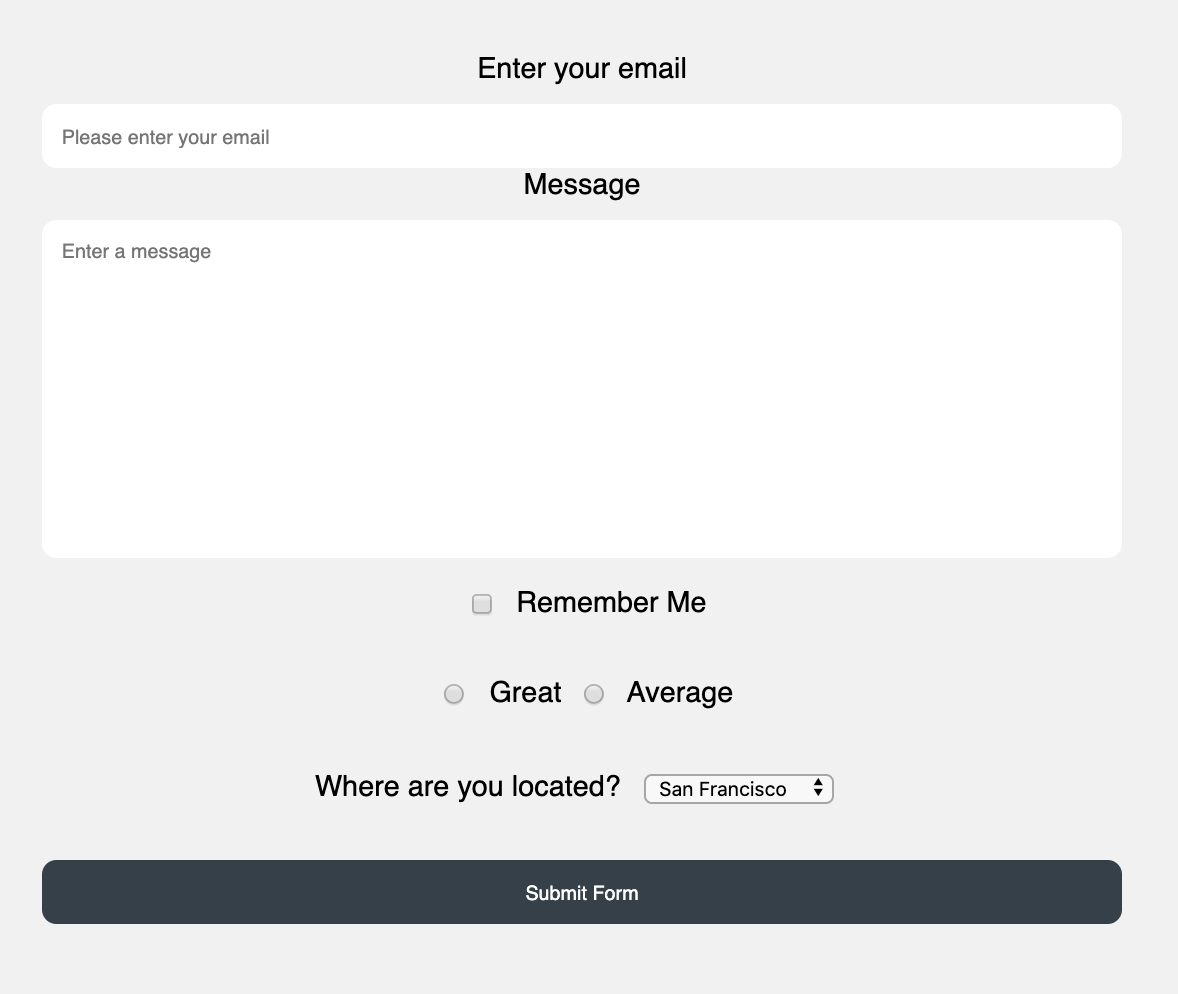 Enter your email
Please enter your email
Message
Enter a message
Remember Me
Great Average
Where are you located? San Francisco
Submit Form